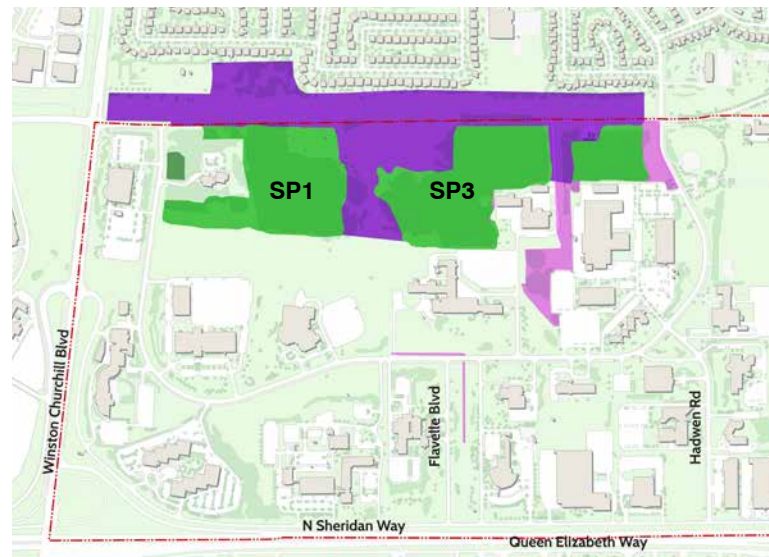 SP1
SP3
Winston Churchill Blvd
Flavelle Blvd
Hadwen Rd
N Sheridan Way
Queen Elizabeth Way